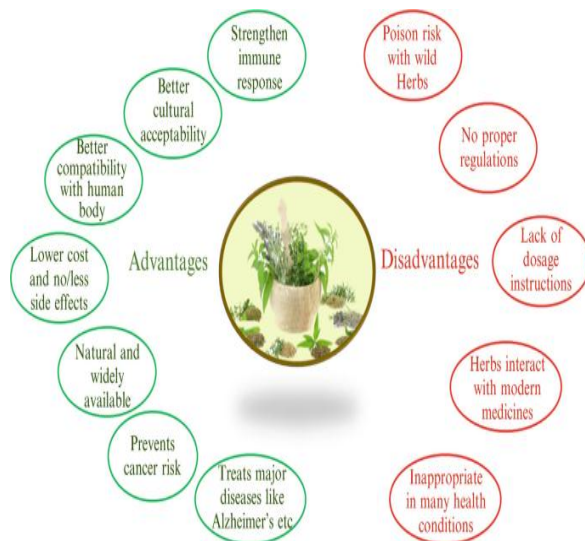 Strengthen
immune
response
Better
cultural
acceptability
Better
compatibility
with human
body
Lower cost
and no/less
side effects
Natural and
widely
available
Prevents
cancer risk
Treats major
diseases like
Alzheimer's etc
Advantages
Disadvantages
Poison risk
with wild
Herbs
No proper
regulations
Lack of
dosage
instructions
Herbs interact
with modern
medicines
Inappropriate
in many health
conditions